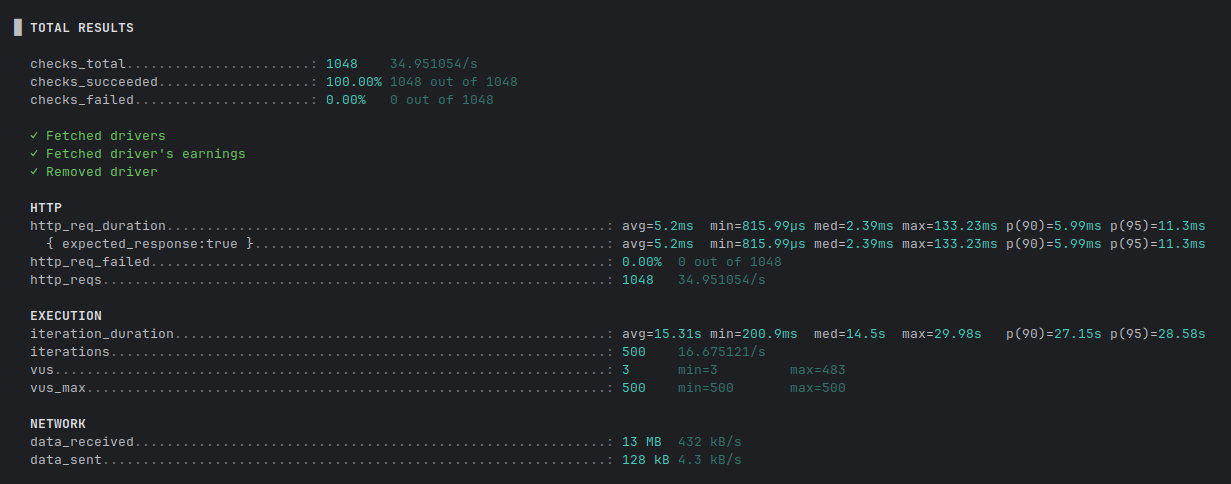 TOTAL RESULTS
checks_total.......................: 1048    34.951054/s
checks_succeeded...................: 100.00% 1048 out of 1048
checks_failed......................: 0.00%   0 out of 1048
✓ Fetched drivers
✓ Fetched driver's earnings
✓ Removed driver
HTTP
http_req_duration.......................................................: avg=5.2ms  min=815.99µs med=2.39ms max=133.23ms p(90)=5.99ms p(95)=11.3ms
{ expected_response:true }............................................: avg=5.2ms  min=815.99µs med=2.39ms max=133.23ms p(90)=5.99ms p(95)=11.3ms
http_req_failed.........................................................: 0.00%  0 out of 1048
http_reqs...............................................................: 1048   34.951054/s
EXECUTION
iteration_duration......................................................: avg=15.31s min=200.9ms  med=14.5s  max=29.98s   p(90)=27.15s p(95)=28.58s
iterations..............................................................: 500    16.675121/s
vus.....................................................................: 3      min=3         max=483
vus_max.................................................................: 500    min=500       max=500
NETWORK
data_received...........................................................: 13 MB  432 kB/s
data_sent...............................................................: 128 kB 4.3 kB/s